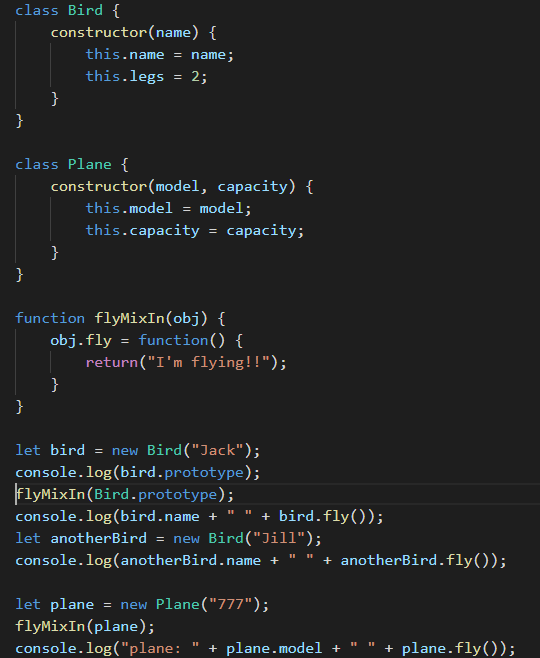 class Bird {
    constructor(name) {
        this.name = name;
        this.legs = 2;
    }
}

class Plane {
    constructor(model, capacity) {
        this.model = model;
        this.capacity = capacity;
    }
}

function flyMixIn(obj) {
    obj.fly = function() {
        return("I'm flying!!");
    }
}

let bird = new Bird("Jack");
console.log(bird.prototype);
flyMixIn(Bird.prototype);
console.log(bird.name + " " + bird.fly());
let anotherBird = new Bird("Jill");
console.log(anotherBird.name + " " + anotherBird.fly());

let plane = new Plane("777");
flyMixIn(plane);
console.log("plane: " + plane.model + " " + plane.fly());